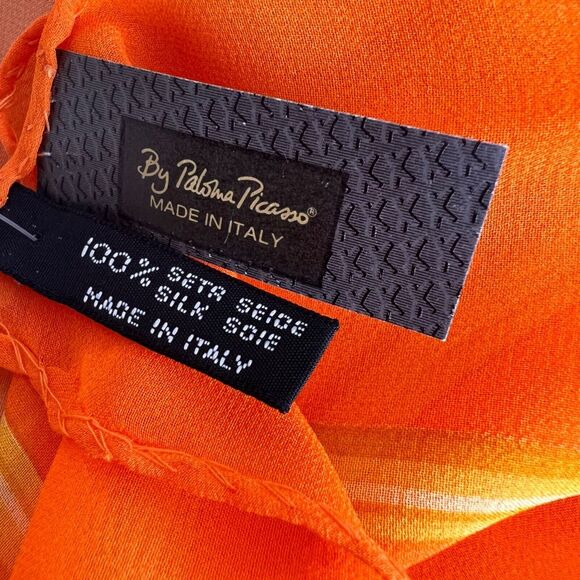 By Paloma Picasso®
MADE IN ITALY
100% SETA SEIDE
SILK SOIE
MADE IN ITALY